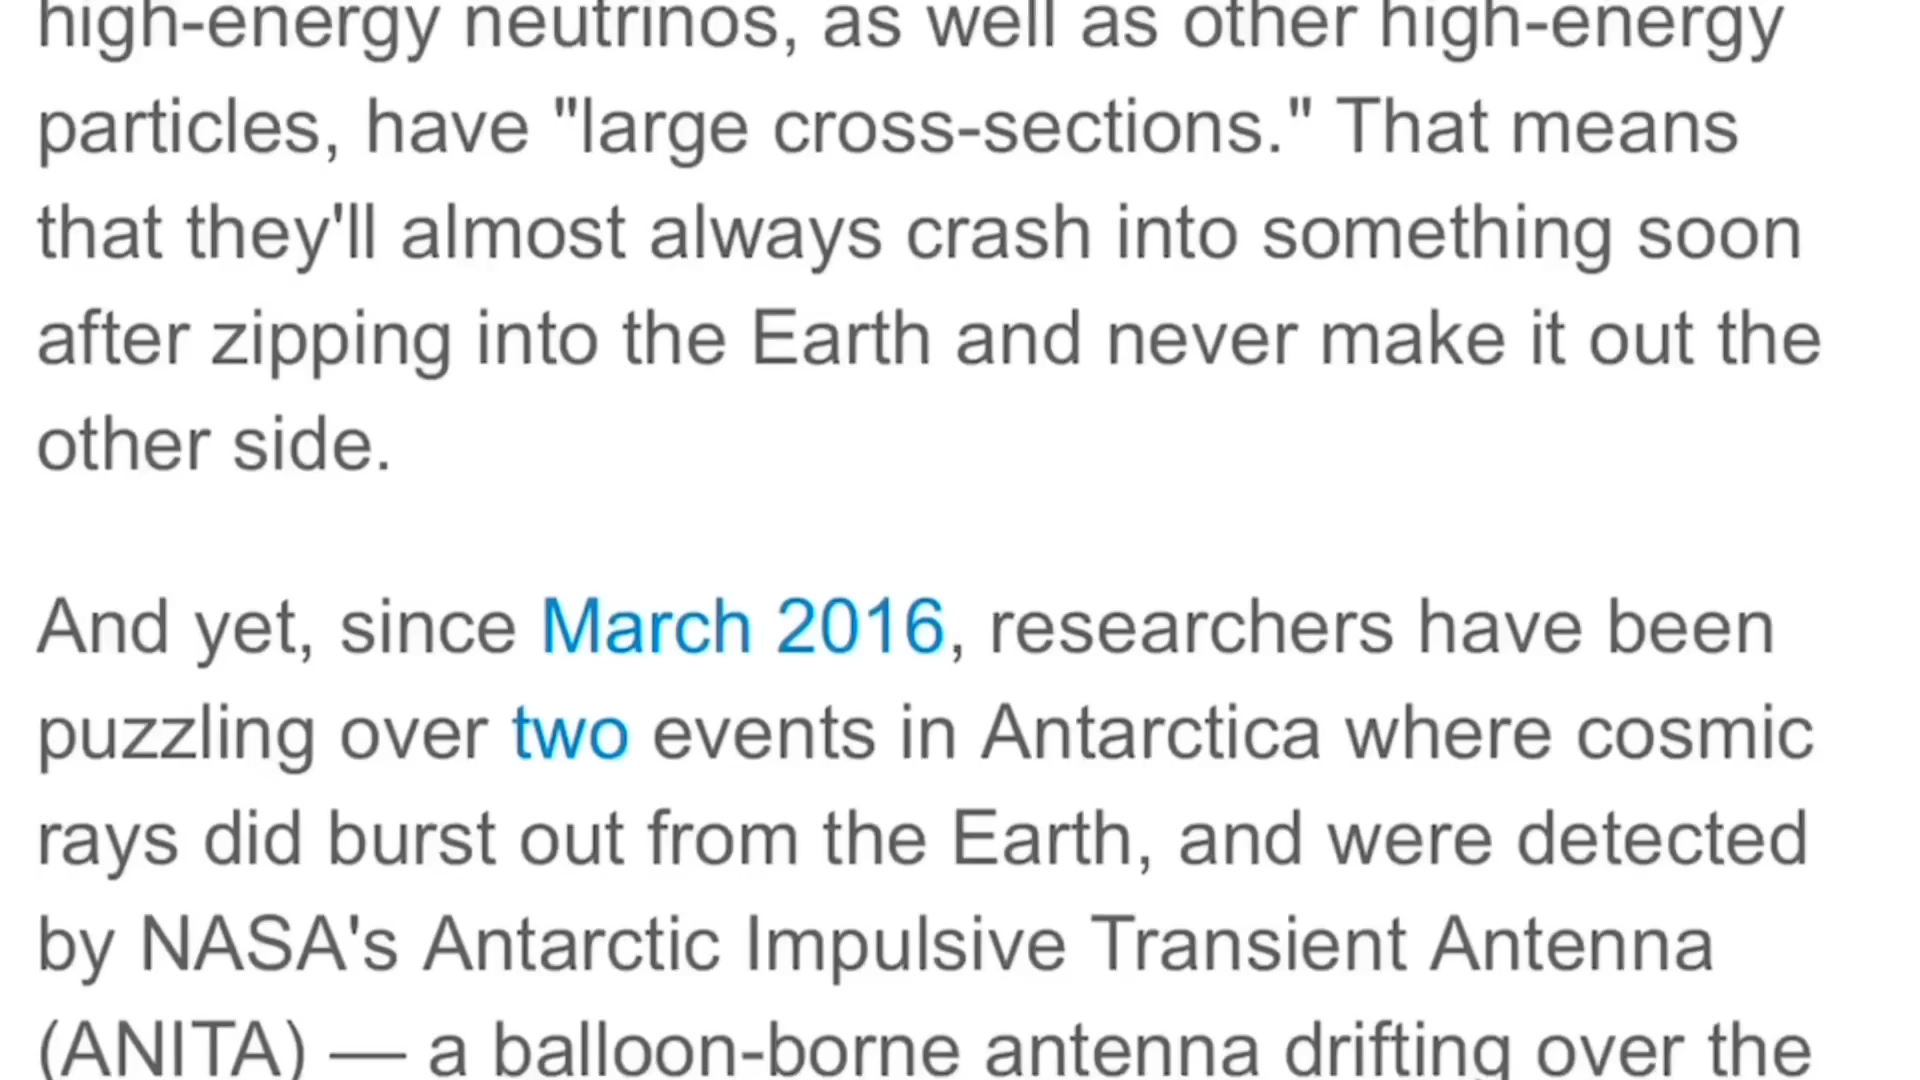 high-energy neutrinos, as well as other high-energy
particles, have "large cross-sections." That means
that they'll almost always crash into something soon
after zipping into the Earth and never make it out the
other side.
And yet, since March 2016, researchers have been
puzzling over two events in Antarctica where cosmic
rays did burst out from the Earth, and were detected
by NASA's Antarctic Impulsive Transient Antenna
(ANITA) — a balloon-borne antenna drifting over the